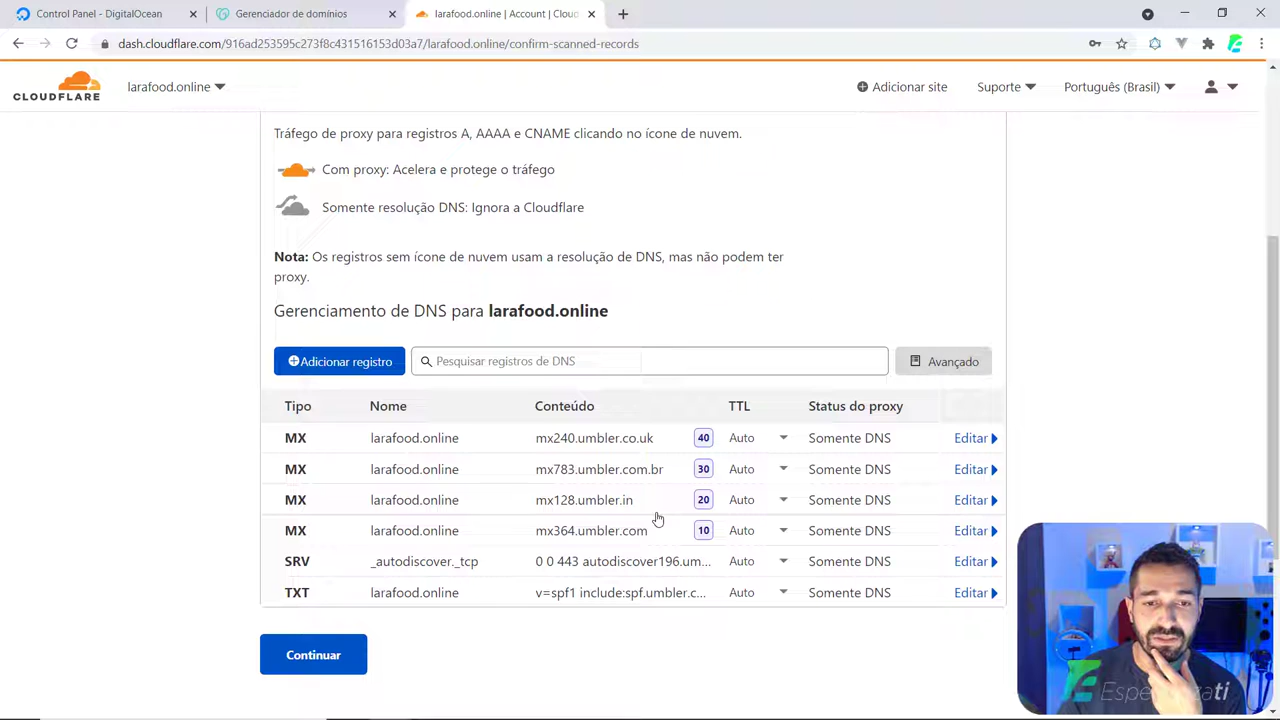 Control Panel - DigitalOcean
Gerenciador de domínios
larafood.online | Account | Clou
dash.cloudflare.com/916ad253595c273f8c431516153d03a7/larafood.online/confirm-scanned-records
CLOUDFLARE
larafood.online
Adicionar site
Suporte
Português (Brasil)
Tráfego de proxy para registros A, AAAA e CNAME clicando no ícone de nuvem.
Com proxy: Acelera e protege o tráfego
Somente resolução DNS: Ignora a Cloudflare
Nota: Os registros sem ícone de nuvem usam a resolução de DNS, mas não podem ter
proxy.
Gerenciamento de DNS para larafood.online
Adicionar registro
Pesquisar registros de DNS
Avançado
Tipo Nome Conteúdo TTL Status do proxy
MX larafood.online mx240.umbler.co.uk 40 Auto Somente DNS Editar
MX larafood.online mx783.umbler.com.br 30 Auto Somente DNS Editar
MX larafood.online mx128.umbler.in 20 Auto Somente DNS Editar
MX larafood.online mx364.umbler.com 10 Auto Somente DNS Editar
SRV _autodiscover._tcp 0 0 443 autodiscover196.um... Auto Somente DNS Editar
TXT larafood.online v=spf1 include:spf.umbler.c... Auto Somente DNS Editar
Continuar